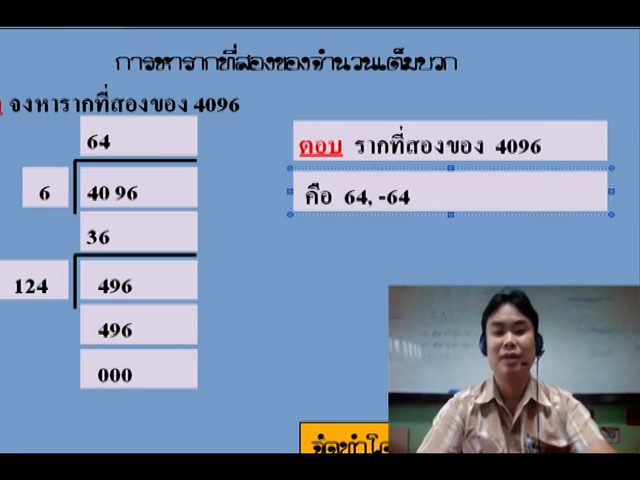 การหารากที่สองของจำนวนเต็มบวก
จงหารากที่สองของ 4096
64
6 40 96
36
124 496
496
000
ตอบ รากที่สองของ 4096
คือ 64, -64